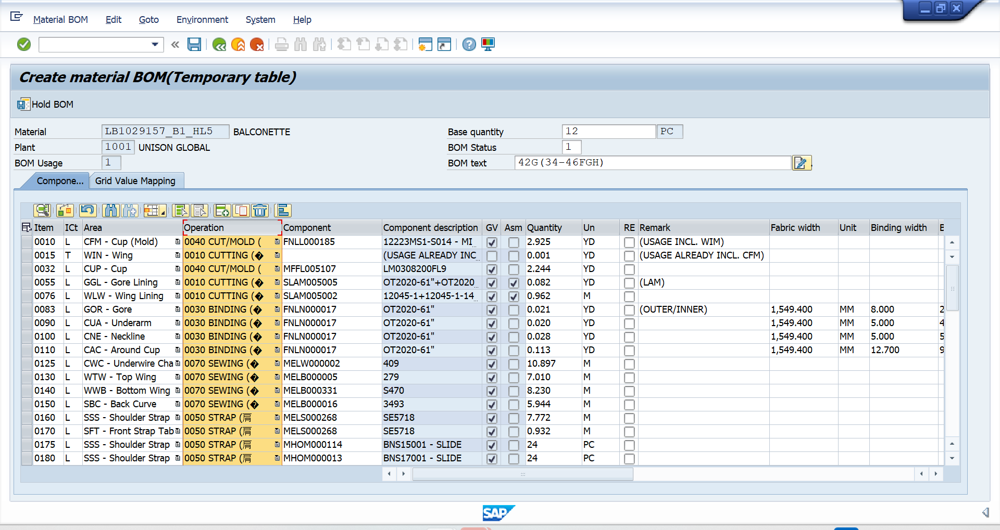 Material BOM Edit Goto Environment System Help
Create material BOM(Temporary table)
Hold BOM
Material LB1029157_B1_HL5 BALCONETTE Base quantity 12 PC
Plant 1001 UNISON GLOBAL BOM Status 1
BOM Usage 1 BOM text 42G(34-46FGH)
Compone... Grid Value Mapping
Item ICt Area Operation Component Component description GV Asm Quantity Un RE Remark Fabric width Unit Binding width
0010 L CFM - Cup (Mold) 0040 CUT/MOLD ( FNLL000185 12223MS1-S014 - MI 2.925 YD (USAGE INCL. WIM)
0015 T WIN - Wing 0010 CUTTING (� (USAGE ALREADY INC 0.001 YD (USAGE ALREADY INCL. CFM)
0032 L CUP - Cup 0040 CUT/MOLD ( MFFL005107 LM0308200FL9 2.244 YD
0055 L GGL - Gore Lining 0010 CUTTING (� SLAM005005 OT2020-61"+OT2020 0.082 YD (LAM)
0076 L WLW - Wing Lining 0010 CUTTING (� SLAM005002 12045-1+12045-1-14 0.962 M
0083 L GOR - Gore 0030 BINDING (� FNLN000017 OT2020-61" 0.021 YD (OUTER/INNER) 1,549.400 MM 8.000 2
0090 L CUA - Underarm 0030 BINDING (� FNLN000017 OT2020-61" 0.020 YD 1,549.400 MM 5.000 4
0100 L CNE - Neckline 0030 BINDING (� FNLN000017 OT2020-61" 0.028 YD 1,549.400 MM 5.000 5
0110 L CAC - Around Cup 0030 BINDING (� FNLN000017 OT2020-61" 0.113 YD 1,549.400 MM 12.700 9
0125 L CWC - Underwire Cha 0070 SEWING (� MELW000002 409 10.897 M
0130 L WTW - Top Wing 0070 SEWING (� MELB000005 279 7.010 M
0140 L WWB - Bottom Wing 0070 SEWING (� MELB000331 S470 8.230 M
0150 L SBC - Back Curve 0070 SEWING (� MELB000016 3493 5.944 M
0160 L SSS - Shoulder Strap 0050 STRAP (肩 MELS000268 SE5718 7.772 M
0170 L SFT - Front Strap Tab 0050 STRAP (肩 MELS000268 SE5718 0.932 M
0175 L SSS - Shoulder Strap 0050 STRAP (肩 MHOM000114 BNS15001 - SLIDE 24 PC
0180 L SSS - Shoulder Strap 0050 STRAP (肩 MHOM000013 BNS17001 - SLIDE 24 PC
SAP